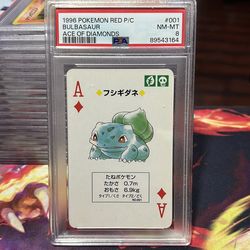 1996 POKEMON RED P/C #001
BULBASAUR NM-MT
ACE OF DIAMONDS 8
PSA 89543164
A
フシギダネ
たねポケモン
たかさ 0.7m
おもさ 6.9kg
A